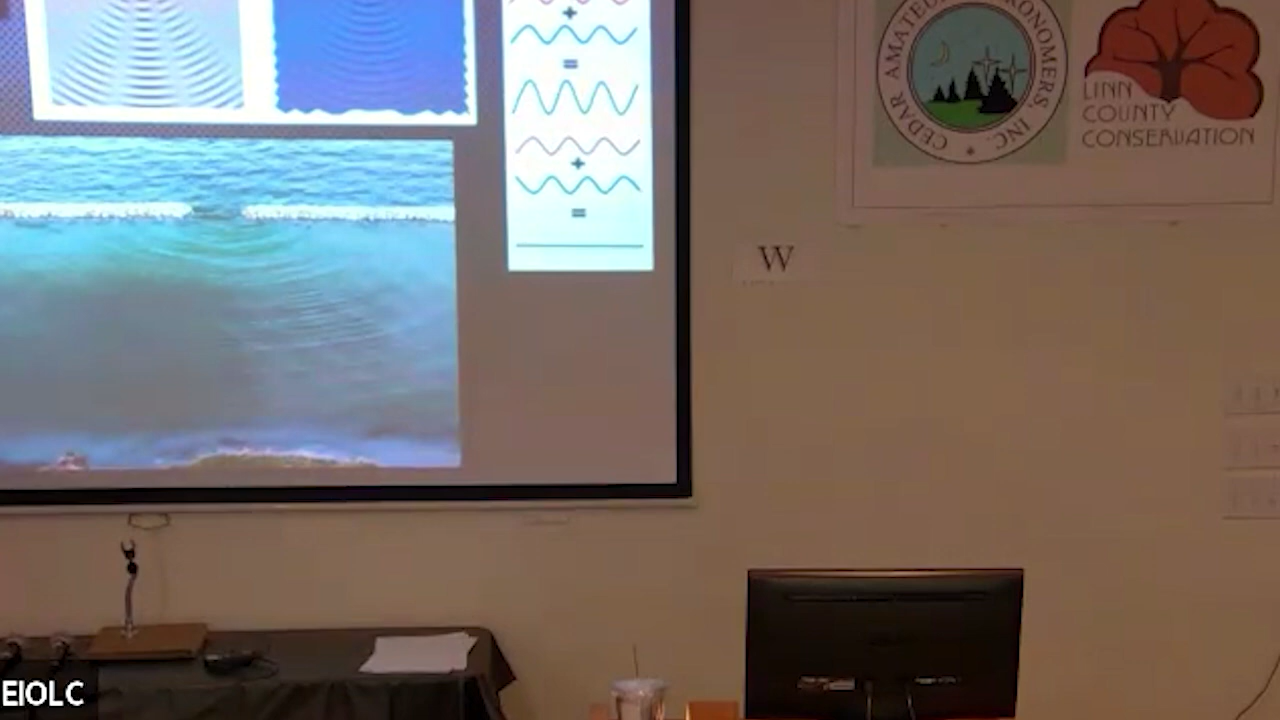 +
=
+
=
CEDAR AMATEUR ASTRONOMERS, INC.
LINN
COUNTY
CONSERVATION
W
EIOLC